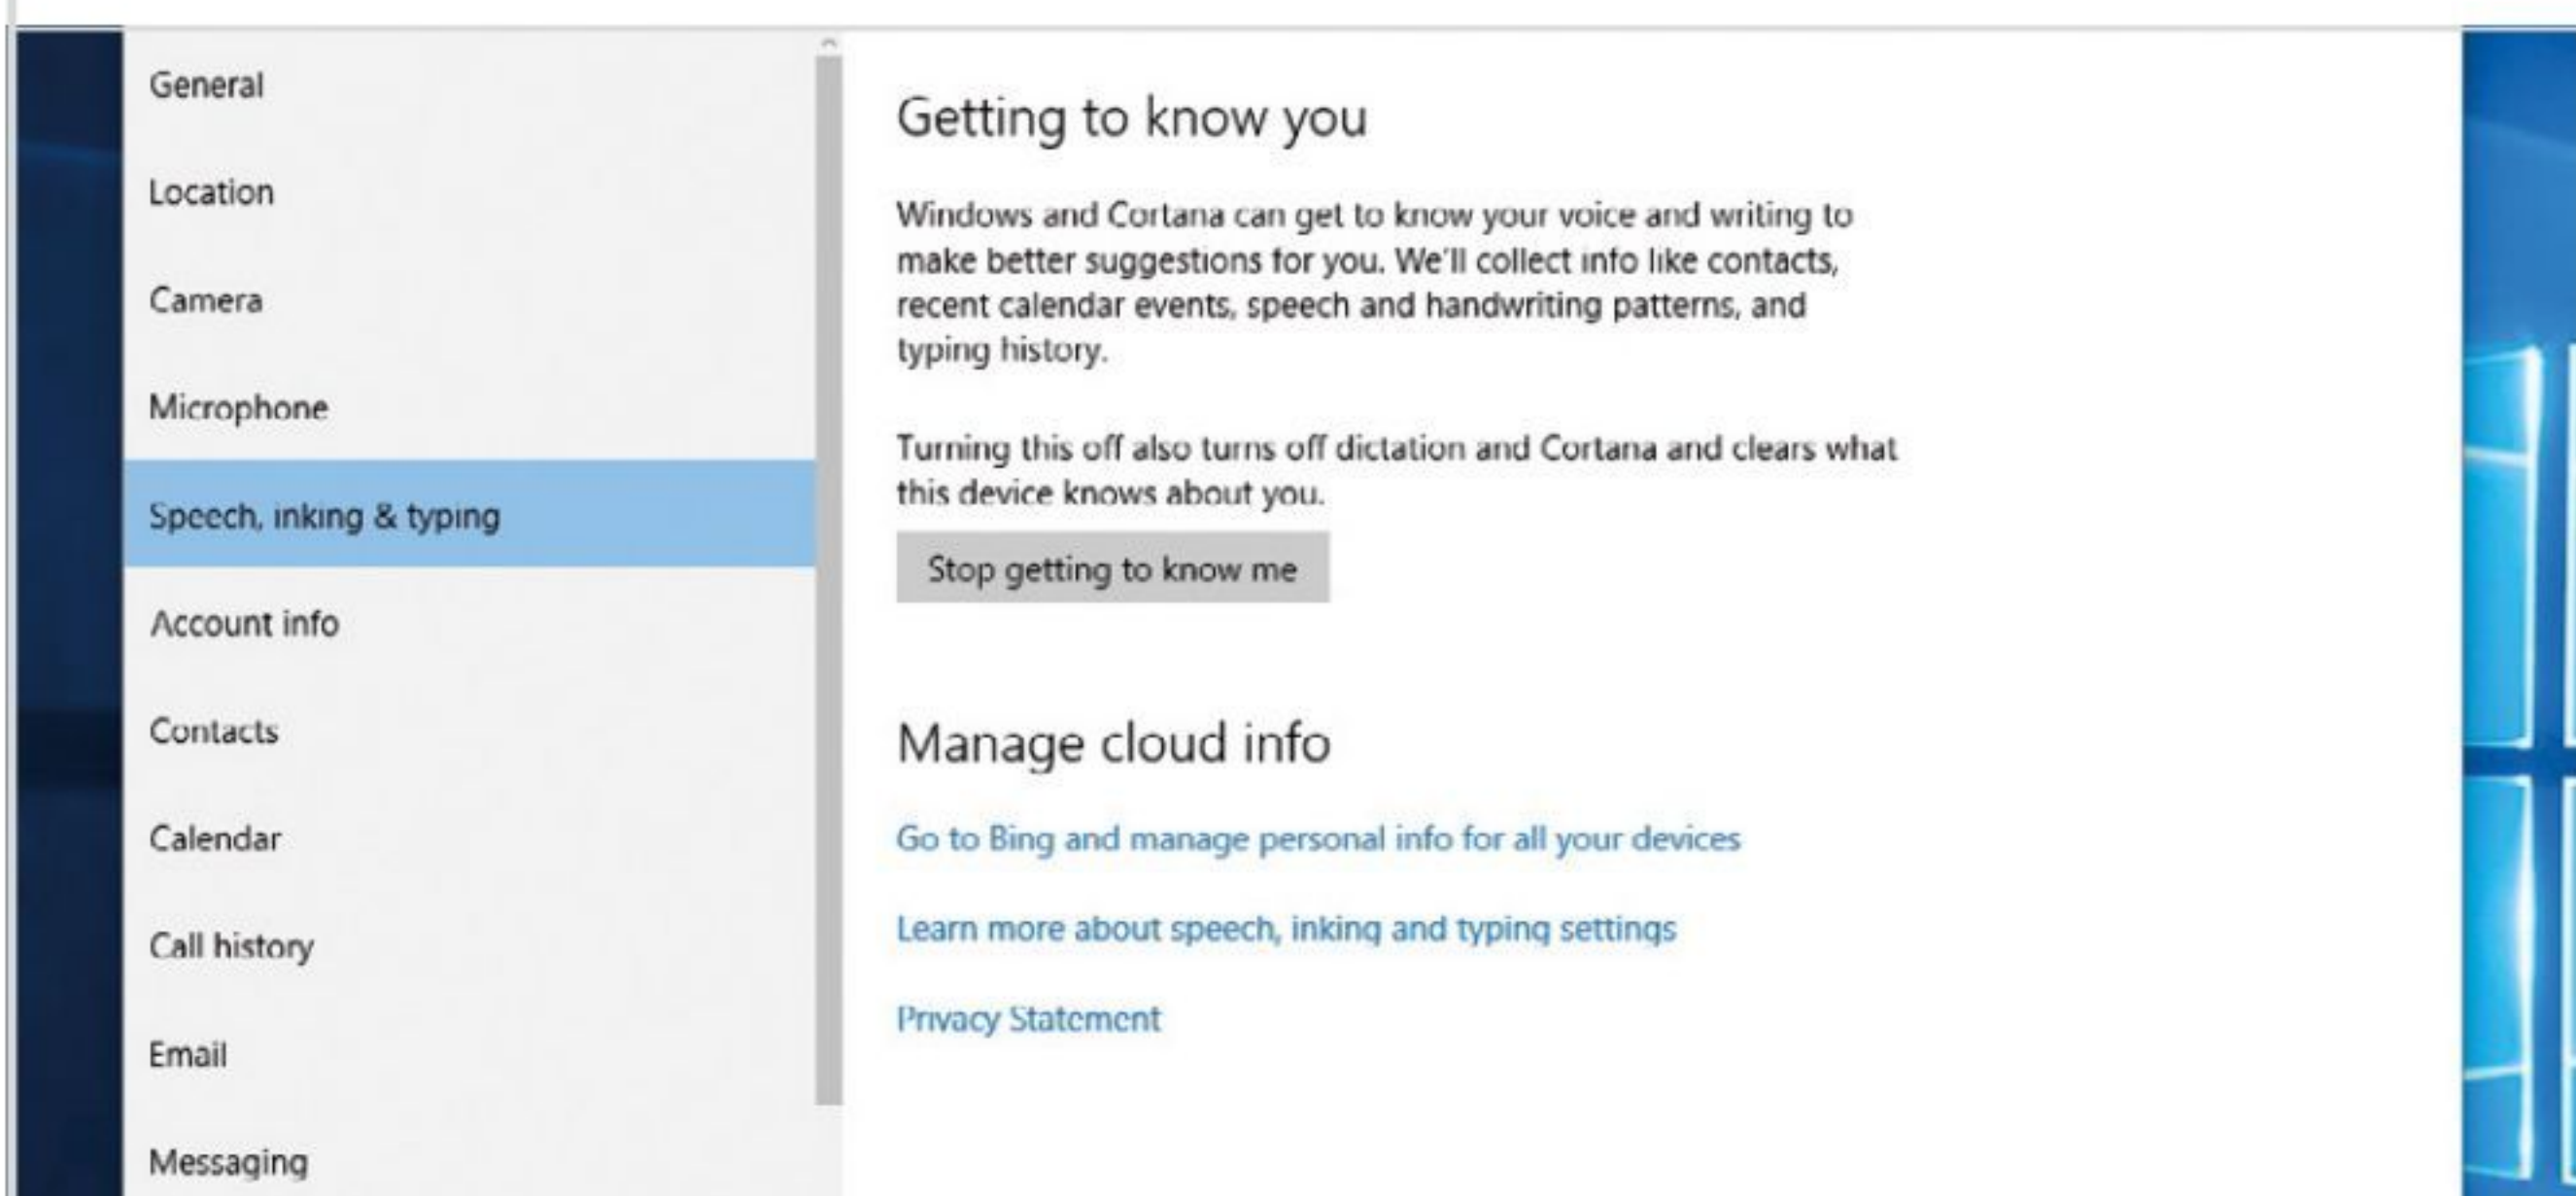 General
Location
Camera
Microphone
Speech, inking & typing
Account info
Contacts
Calendar
Call history
Email
Messaging
Getting to know you
Windows and Cortana can get to know your voice and writing to
make better suggestions for you. We'll collect info like contacts,
recent calendar events, speech and handwriting patterns, and
typing history.
Turning this off also turns off dictation and Cortana and clears what
this device knows about you.
Stop getting to know me
Manage cloud info
Go to Bing and manage personal info for all your devices
Learn more about speech, inking and typing settings
Privacy Statement